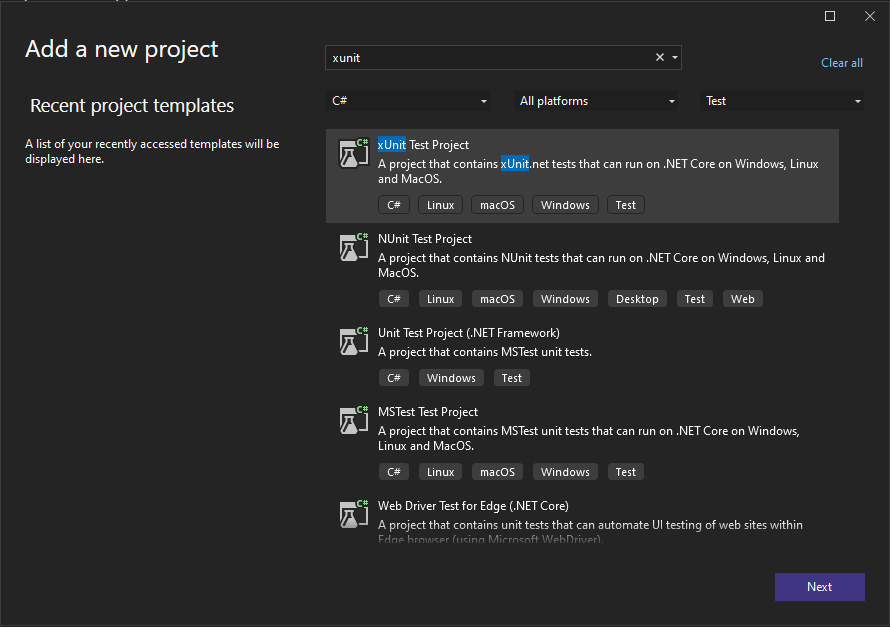 Add a new project
xunit
Clear all
Recent project templates
A list of your recently accessed templates will be
displayed here.
C#
All platforms
Test
C#
xUnit Test Project
A project that contains xUnit.net tests that can run on .NET Core on Windows, Linux
and MacOS.
C# Linux macOS Windows Test
C#
NUnit Test Project
A project that contains NUnit tests that can run on .NET Core on Windows, Linux and
MacOS.
C# Linux macOS Windows Desktop Test Web
C#
Unit Test Project (.NET Framework)
A project that contains MSTest unit tests.
C# Windows Test
C#
MSTest Test Project
A project that contains MSTest unit tests that can run on .NET Core on Windows,
Linux and MacOS.
C# Linux macOS Windows Test
C#
Web Driver Test for Edge (.NET Core)
A project that contains unit tests that can automate UI testing of web sites within
Edge browser (using Microsoft WebDriver).
Next